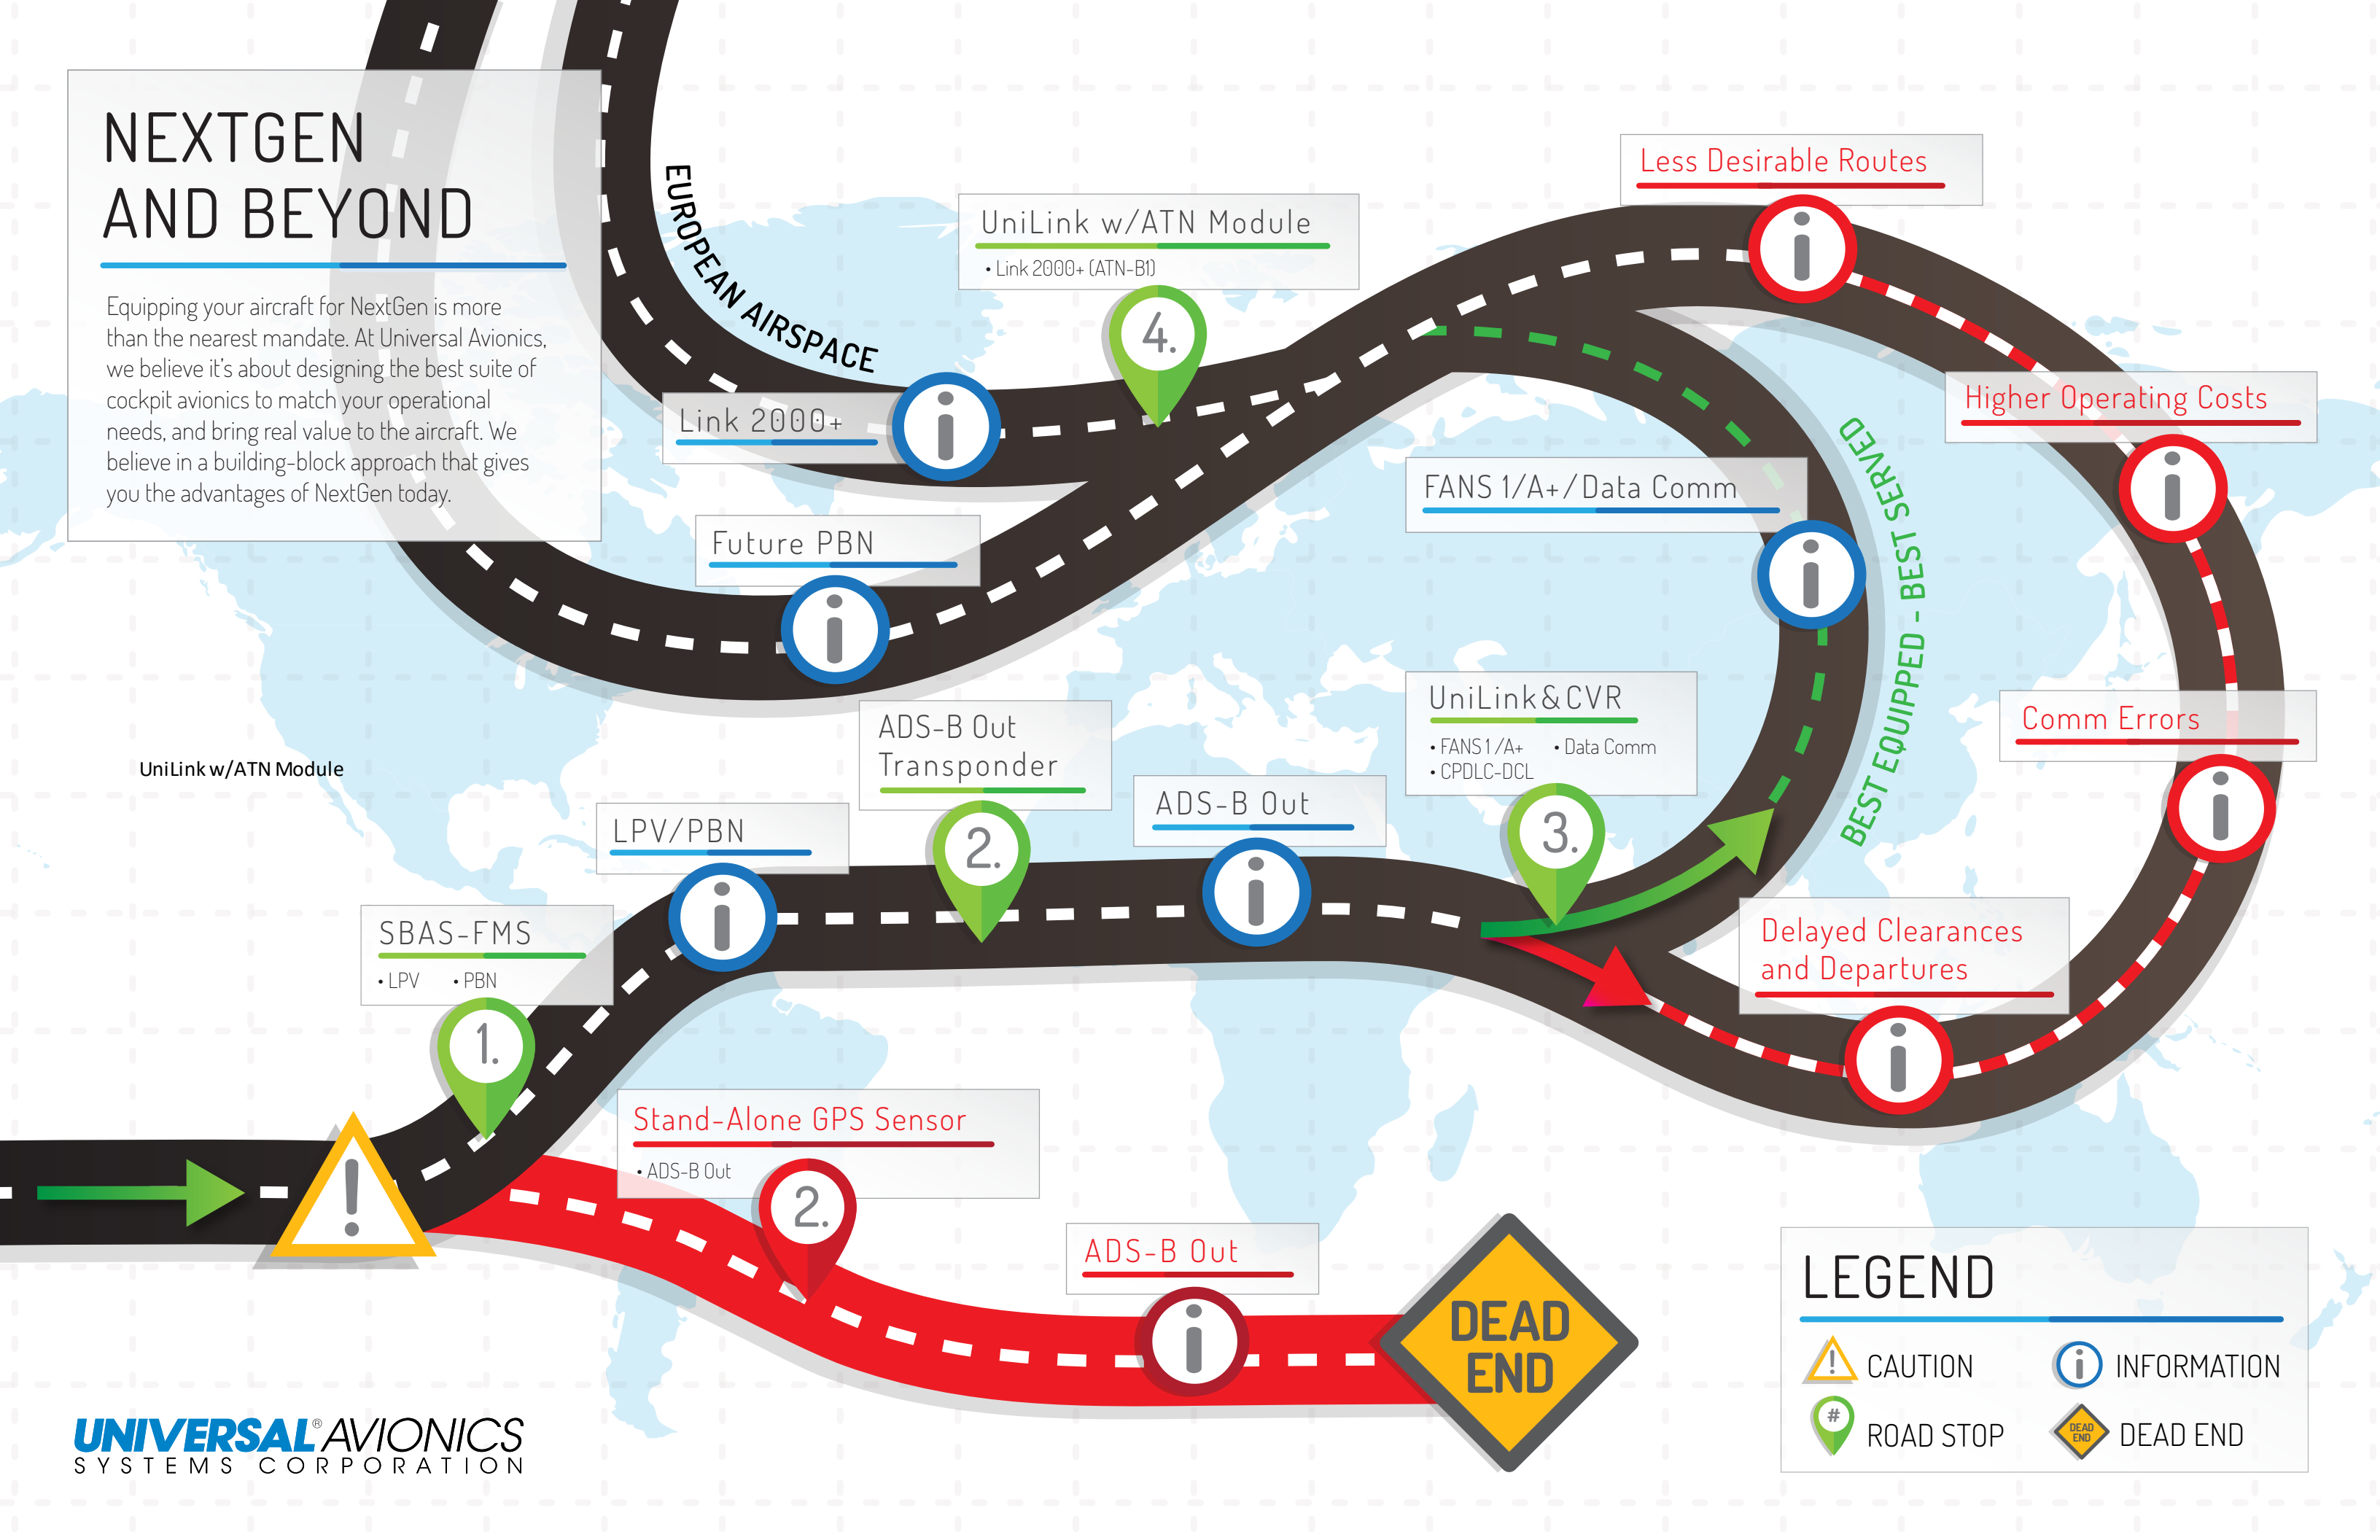 NEXTGEN
AND BEYOND
Equipping your aircraft for NextGen is more
than the nearest mandate. At Universal Avionics,
we believe it's about designing the best suite of
cockpit avionics to match your operational
needs, and bring real value to the aircraft. We
believe in a building-block approach that gives
you the advantages of NextGen today.
EUROPEAN AIRSPACE
UniLink w/ATN Module
• Link 2000+ (ATN-B1)
4.
Less Desirable Routes
i
Link 2000+
i
Higher Operating Costs
i
FANS 1/A+/Data Comm
i
BEST EQUIPPED - BEST SERVED
Future PBN
i
UniLink w/ATN Module
ADS-B Out
Transponder
2.
UniLink&CVR
• FANS 1/A+ • Data Comm
• CPDLC-DCL
3.
Comm Errors
i
LPV/PBN
i
ADS-B Out
i
SBAS-FMS
• LPV • PBN
1.
Delayed Clearances
and Departures
i
!
Stand-Alone GPS Sensor
• ADS-B Out
2.
ADS-B Out
i
DEAD
END
LEGEND
! CAUTION
i INFORMATION
# ROAD STOP
DEAD
END
DEAD END
UNIVERSAL® AVIONICS
SYSTEMS CORPORATION